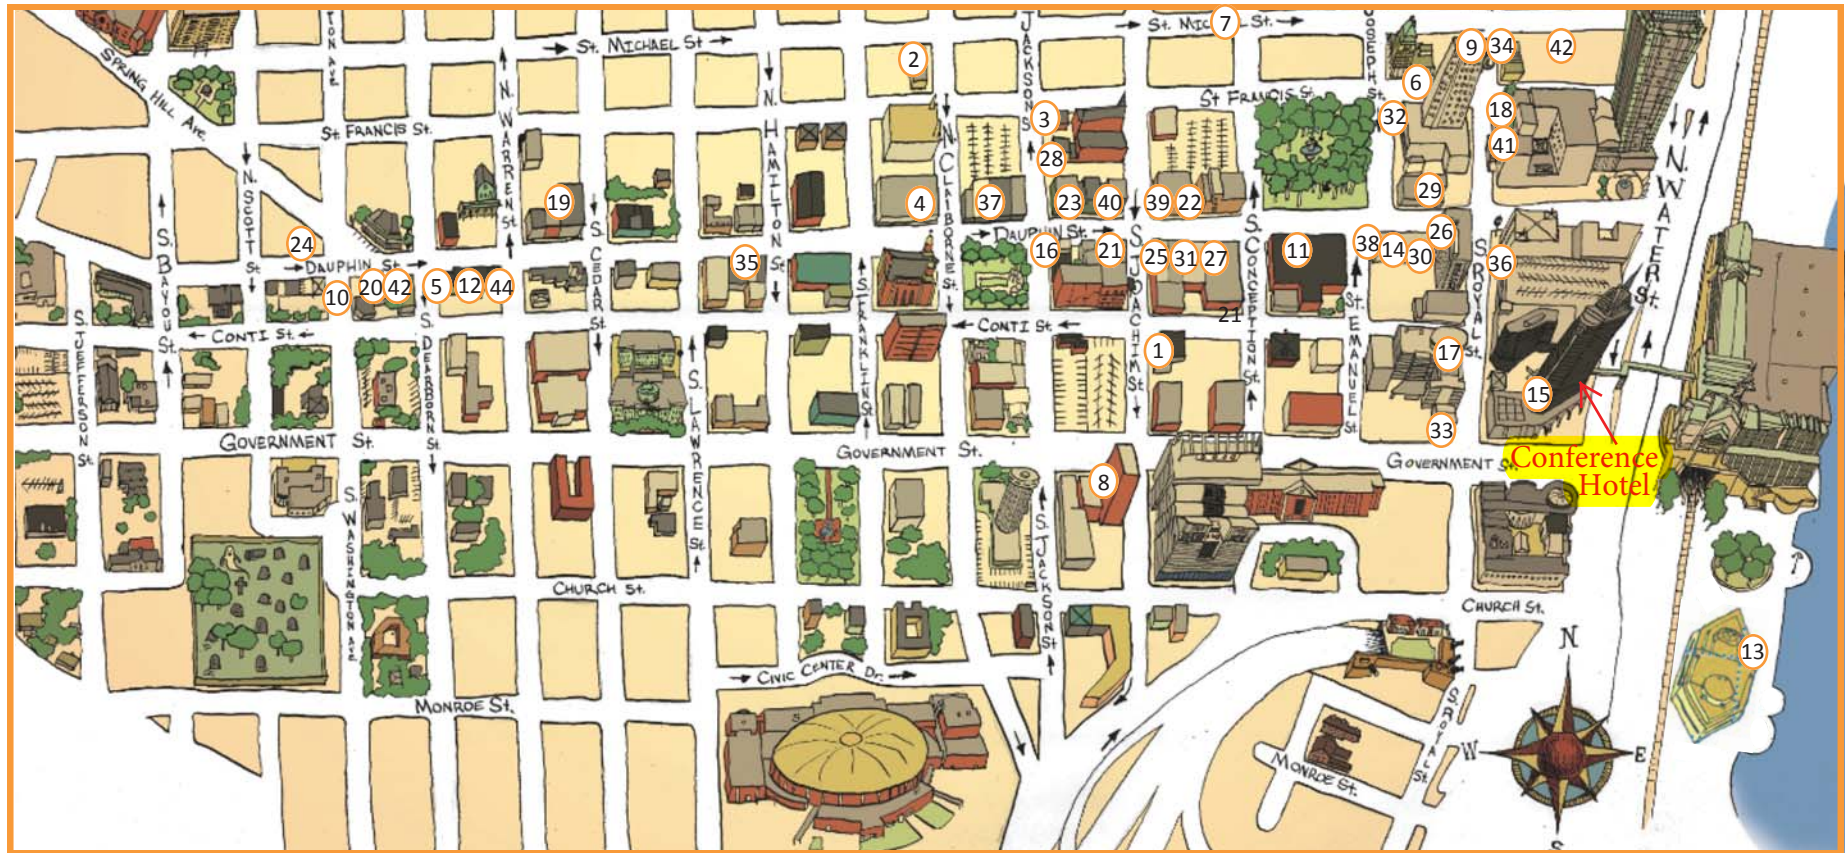 TON AVE
JACKSON S
JOSEPH St.
St. MICHAEL St
St. MIC L St.
7
2
9
34
42
6
SPRING HILL AVE.
N. WARREN St
St. FRANCIS St.
N. HAMILTON St
N. CLAIBORNE St.
St FRANCIS St.
3
32
18
41
28
N. SCOTT St
N. WATER St.
19
4
37
23
40
39
22
29
S. BAYOU St.
S. CEDAR St.
24
DAUPHIN St
DAUPHIN St.
16
21
S. JOACHIM St.
25
31
27
S. CONCEPTION St.
11
38
14
30
26
S. ROYAL St.
36
10
20
42
5
12
44
35
S. FRANKLIN St
St. EMANUEL St.
21
S. JEFFERSON St.
CONTI St.
S. DEARBORN St.
CONTI St.
S. LAWRENCE St.
1
17
15
33
GOVERNMENT St.
GOVERNMENT St.
GOVERNMENT St.
Conference
Hotel
8
S. WASHINGTON AVE
S. JACKSON St
CHURCH St.
CHURCH St.
13
CIVIC CENTER Dr.
MONROE St.
MONROE St.
S. ROYAL St.
N
W
E
S